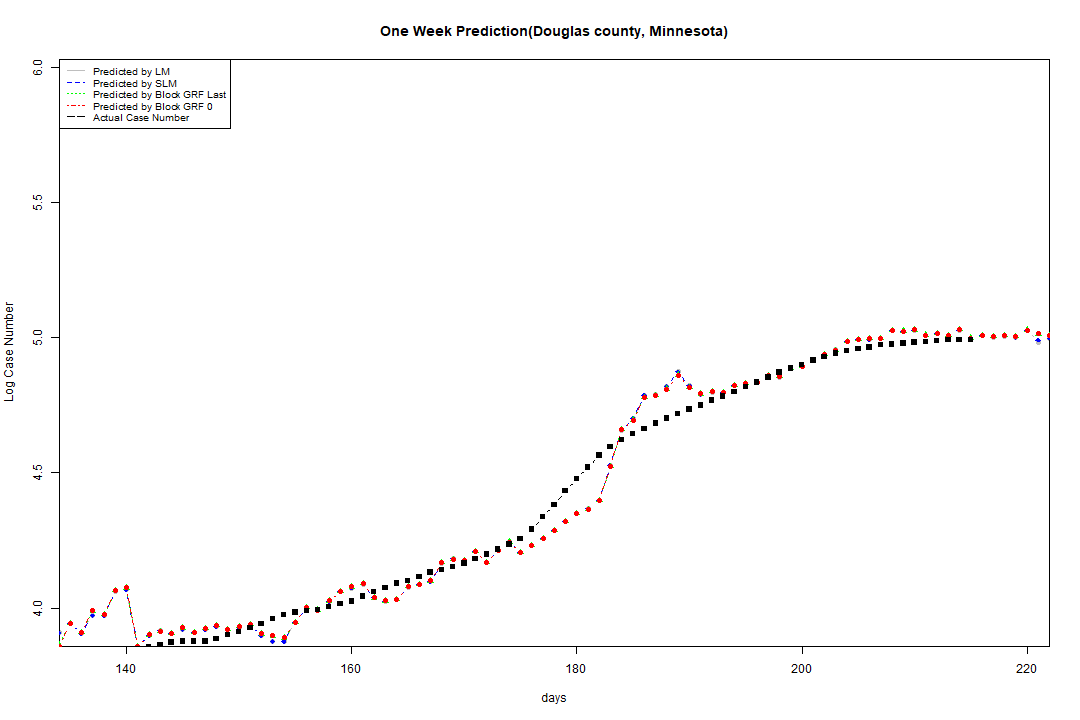 One Week Prediction(Douglas county, Minnesota)
Predicted by LM
Predicted by SLM
Predicted by Block GRF Last
Predicted by Block GRF 0
Actual Case Number
6.0
5.5
5.0
4.5
4.0
Log Case Number
140 160 180 200 220
days